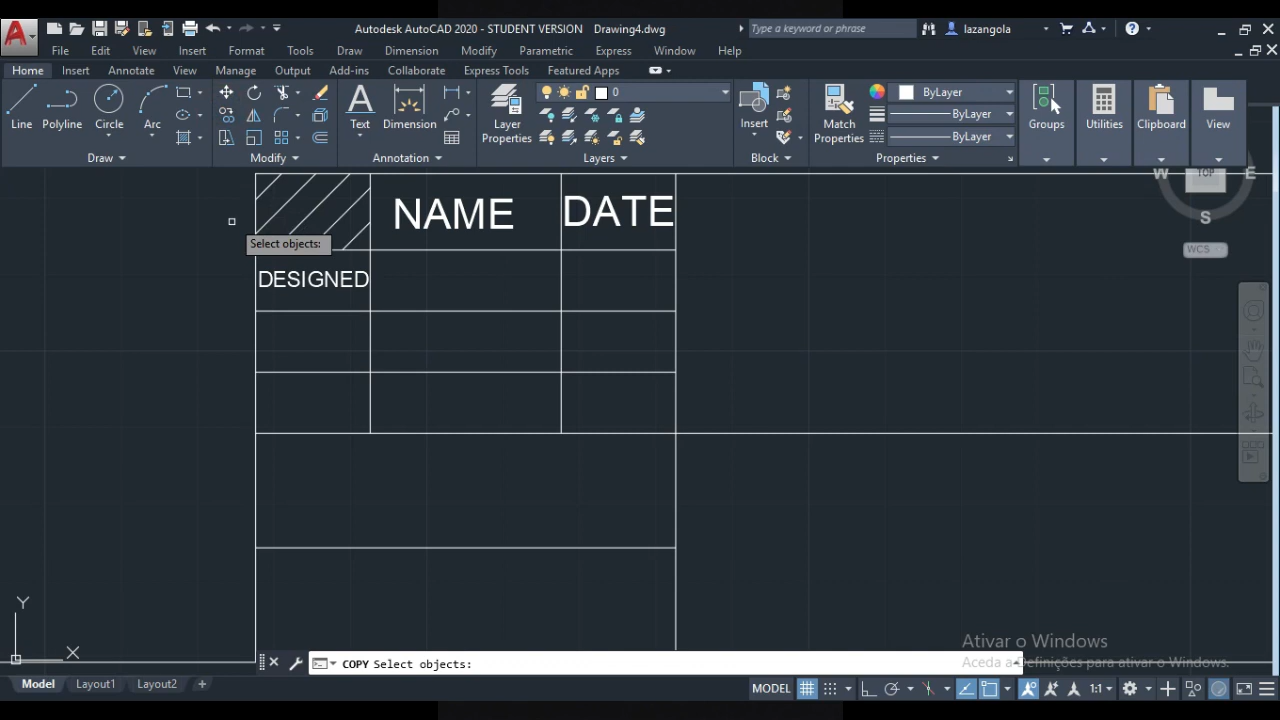 Autodesk AutoCAD 2020 - STUDENT VERSION Drawing4.dwg
Type a keyword or phrase
lazangola
File Edit View Insert Format Tools Draw Dimension Modify Parametric Express Window Help
Home Insert Annotate View Manage Output Add-ins Collaborate Express Tools Featured Apps
0
ByLayer
ByLayer
ByLayer
Line Polyline Circle Arc
Text Dimension
Layer Properties
Insert
Match Properties
Groups Utilities Clipboard View
Draw Modify Annotation Layers Block Properties
W TOP E
S
WCS
NAME DATE
Select objects:
DESIGNED
Y
X
Ativar o Windows
Aceda a Definições para ativar o Windows.
COPY Select objects:
Model Layout1 Layout2 +
MODEL 1:1